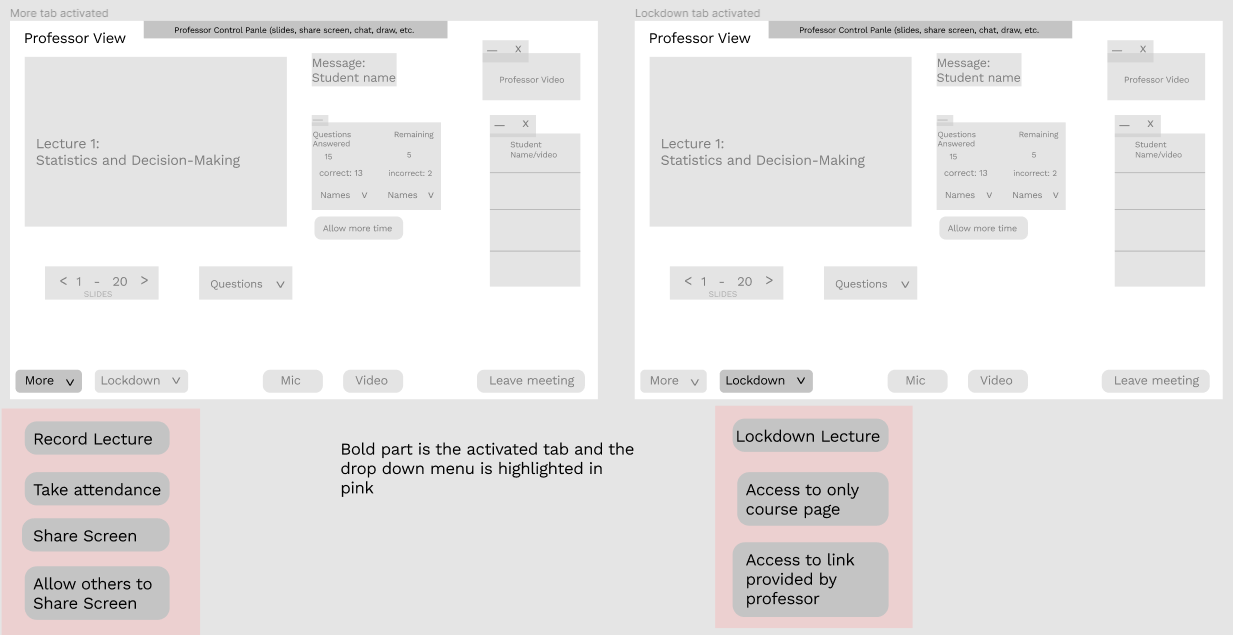 More tab activated
Professor View
Professor Control Panle (slides, share screen, chat, draw, etc.
Lecture 1:
Statistics and Decision-Making
Message:
Student name
— X
Professor Video
Questions
Answered
Remaining
15
5
correct: 13
incorrect: 2
Names V
Names V
Allow more time
— X
Student
Name/video
< 1 - 20 >
SLIDES
Questions V
More V
Lockdown V
Mic
Video
Leave meeting
Record Lecture
Take attendance
Share Screen
Allow others to
Share Screen
Bold part is the activated tab and the
drop down menu is highlighted in
pink
Lockdown tab activated
Professor View
Professor Control Panle (slides, share screen, chat, draw, etc.
Lecture 1:
Statistics and Decision-Making
Message:
Student name
— X
Professor Video
Questions
Answered
Remaining
15
5
correct: 13
incorrect: 2
Names V
Names V
Allow more time
— X
Student
Name/video
< 1 - 20 >
SLIDES
Questions V
More V
Lockdown V
Mic
Video
Leave meeting
Lockdown Lecture
Access to only
course page
Access to link
provided by
professor